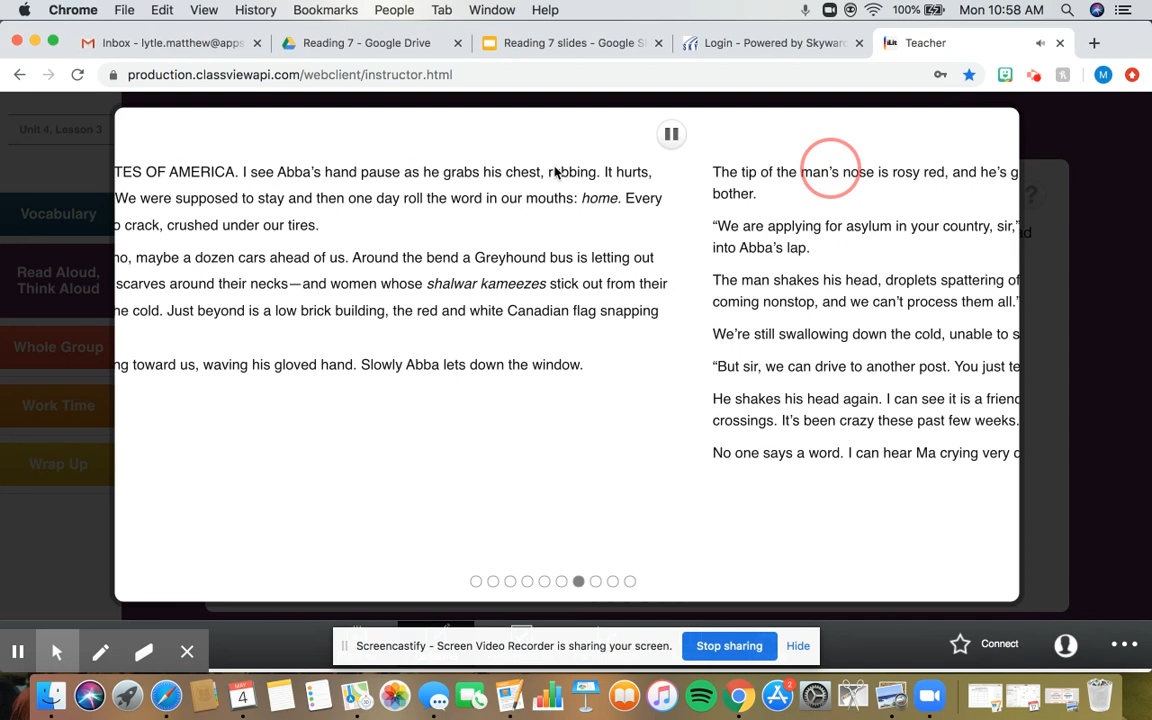 Chrome File Edit View History Bookmarks People Tab Window Help 100% Mon 10:58 AM
Inbox - lytle.matthew@apps Reading 7 - Google Drive Reading 7 slides - Google Sl Login - Powered by Skyward Teacher
production.classviewapi.com/webclient/instructor.html M
Unit 4, Lesson 3
Vocabulary
Read Aloud,
Think Aloud
Whole Group
Work Time
Wrap Up
TES OF AMERICA. I see Abba's hand pause as he grabs his chest, rubbing. It hurts,
We were supposed to stay and then one day roll the word in our mouths: home. Every
o crack, crushed under our tires.
no, maybe a dozen cars ahead of us. Around the bend a Greyhound bus is letting out
scarves around their necks—and women whose shalwar kameezes stick out from their
he cold. Just beyond is a low brick building, the red and white Canadian flag snapping
ng toward us, waving his gloved hand. Slowly Abba lets down the window.
The tip of the man's nose is rosy red, and he's g
bother.
“We are applying for asylum in your country, sir,”
into Abba's lap.
The man shakes his head, droplets spattering of
coming nonstop, and we can't process them all.”
We're still swallowing down the cold, unable to s
“But sir, we can drive to another post. You just te
He shakes his head again. I can see it is a frienc
crossings. It's been crazy these past few weeks.
No one says a word. I can hear Ma crying very
?
d
Screencastify - Screen Video Recorder is sharing your screen. Stop sharing Hide
Connect
MAY
4
2